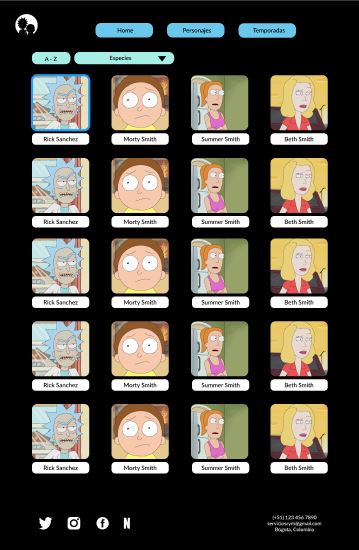 Home
Personajes
Temporadas
A - Z
Especies
Rick Sanchez
Morty Smith
Summer Smith
Beth Smith
Rick Sanchez
Morty Smith
Summer Smith
Beth Smith
Rick Sanchez
Morty Smith
Summer Smith
Beth Smith
Rick Sanchez
Morty Smith
Summer Smith
Beth Smith
Rick Sanchez
Morty Smith
Summer Smith
Beth Smith
(+51) 123 456 7890
serviciosrym@gmail.com
Bogota, Colombia